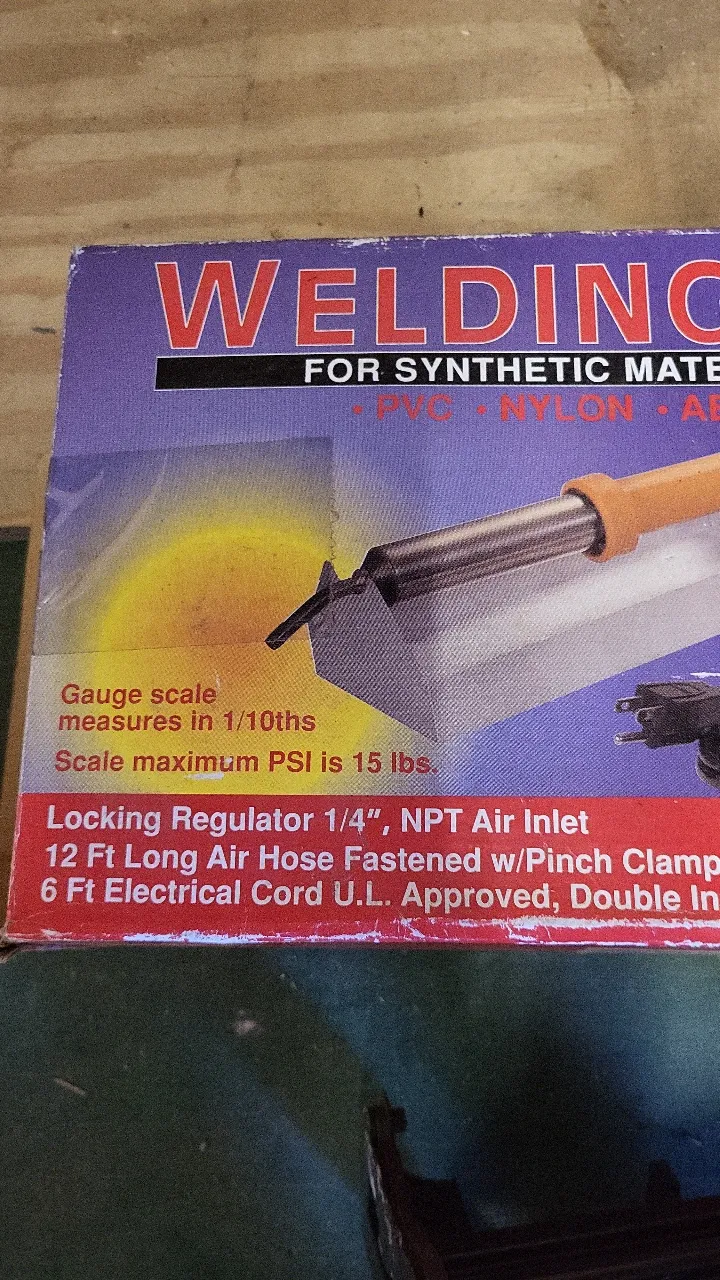 WELDING
FOR SYNTHETIC MATE
• PVC • NYLON • AB
Gauge scale
measures in 1/10ths
Scale maximum PSI is 15 lbs.
Locking Regulator 1/4", NPT Air Inlet
12 Ft Long Air Hose Fastened w/Pinch Clamp
6 Ft Electrical Cord U.L. Approved, Double In